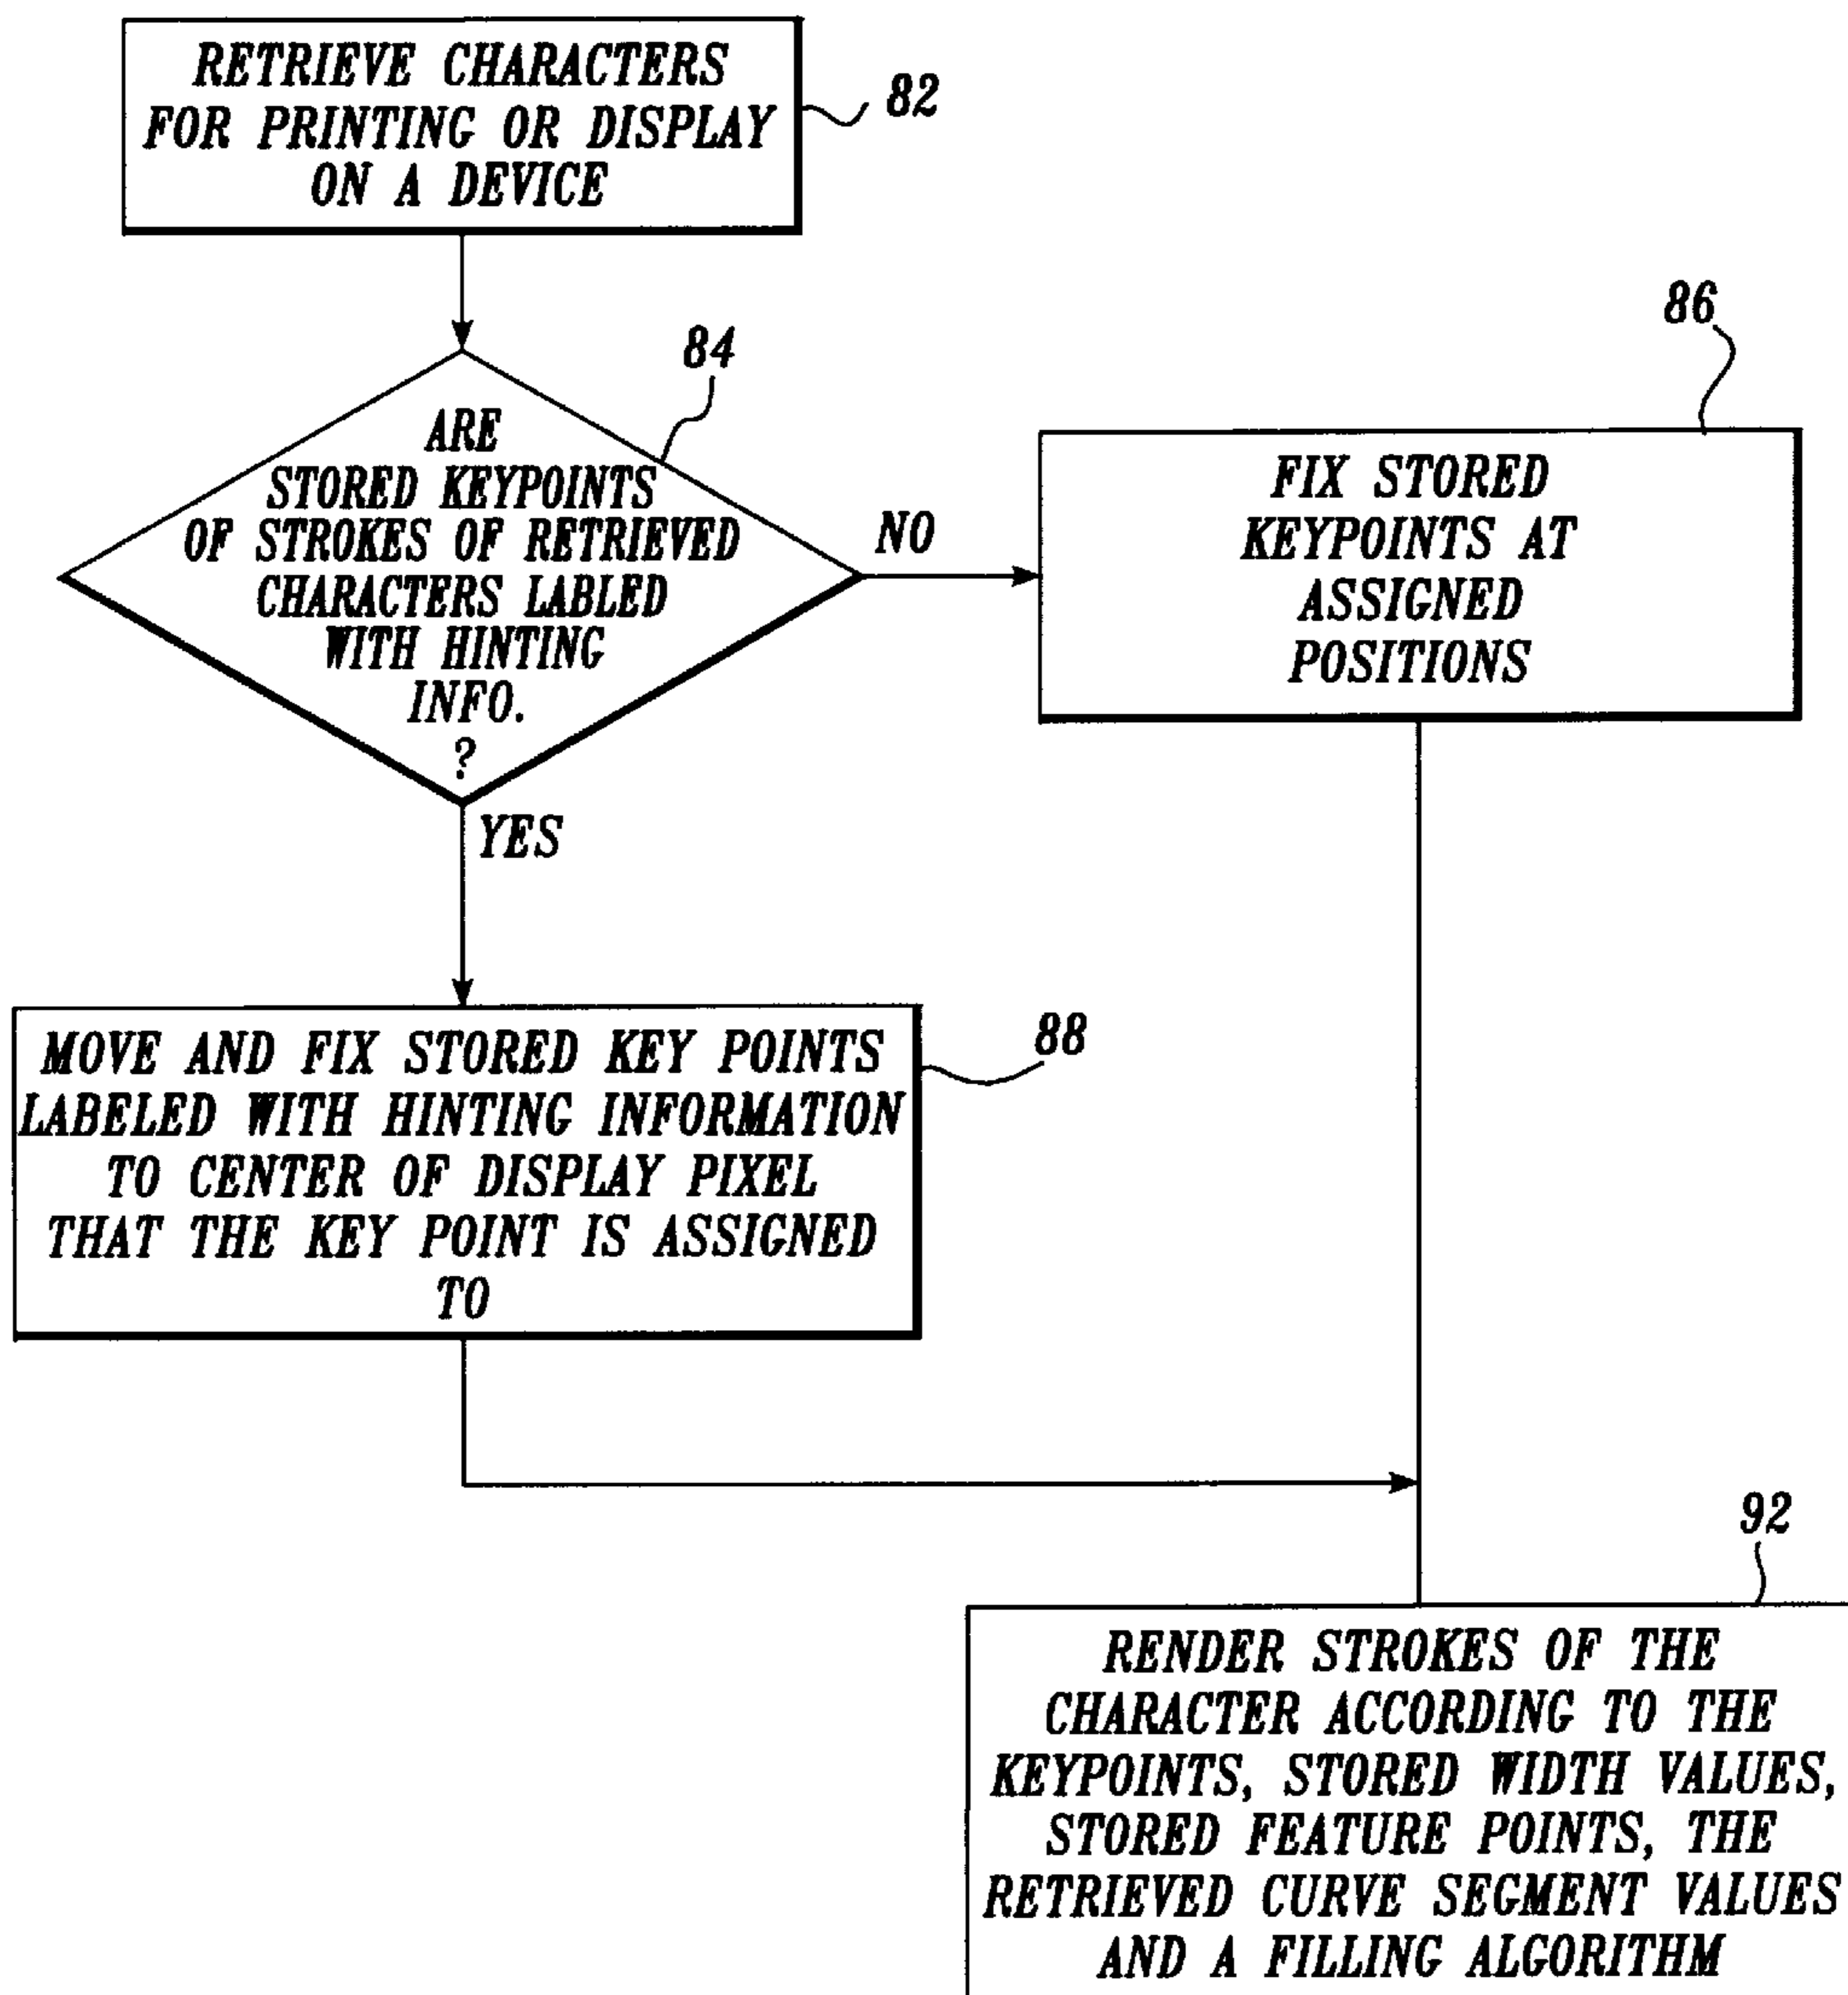 RETRIEVE CHARACTERS
FOR PRINTING OR DISPLAY
ON A DEVICE
82
84
ARE
STORED KEYPOINTS
OF STROKES OF RETRIEVED
CHARACTERS LABLED
WITH HINTING
INFO.
?
NO
YES
86
FIX STORED
KEYPOINTS AT
ASSIGNED
POSITIONS
MOVE AND FIX STORED KEY POINTS
LABELED WITH HINTING INFORMATION
TO CENTER OF DISPLAY PIXEL
THAT THE KEY POINT IS ASSIGNED
TO
88
92
RENDER STROKES OF THE
CHARACTER ACCORDING TO THE
KEYPOINTS, STORED WIDTH VALUES,
STORED FEATURE POINTS, THE
RETRIEVED CURVE SEGMENT VALUES
AND A FILLING ALGORITHM